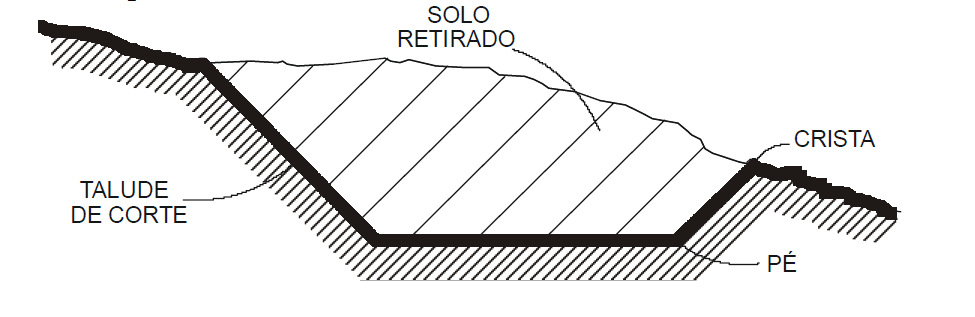 SOLO
RETIRADO
CRISTA
TALUDE
DE CORTE
PÉ